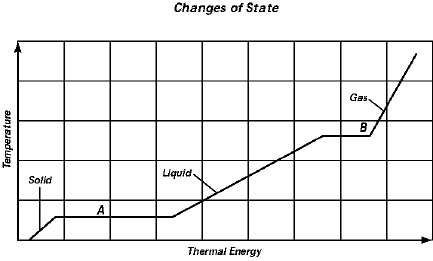 Changes of State
Temperature
Solid
A
Liquid
B
Gas
Thermal Energy